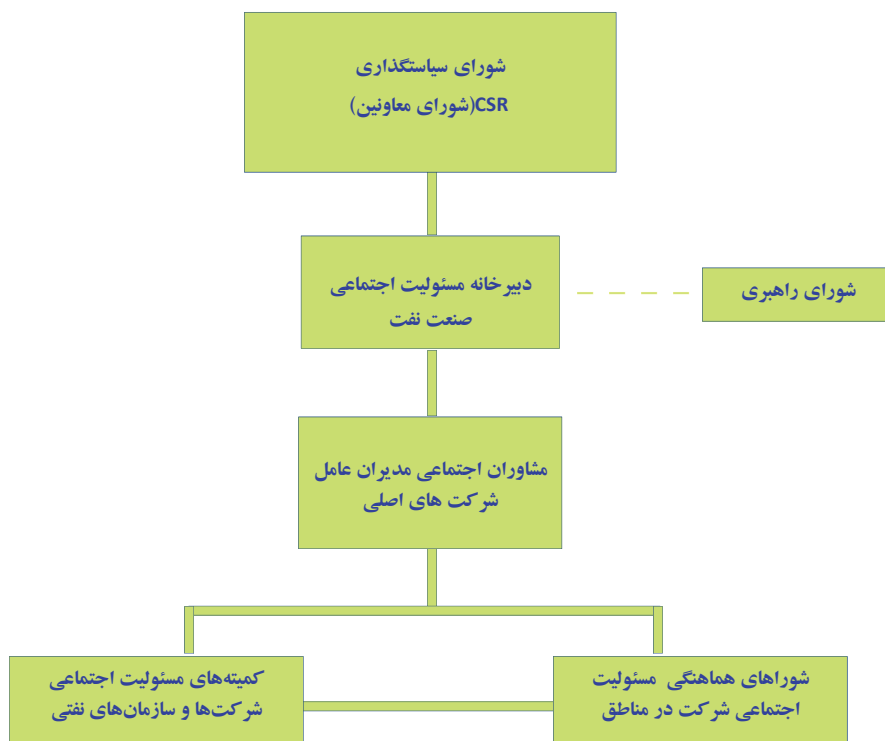 شورای سیاستگذاری
CSR(شورای معاونین)
دبیرخانه مسئولیت اجتماعی
صنعت نفت
شورای راهبری
مشاوران اجتماعی مدیران عامل
شرکت های اصلی
شوراهای هماهنگی مسئولیت
اجتماعی شرکت در مناطق
کمیته‌های مسئولیت اجتماعی
شرکت‌ها و سازمان‌های نفتی